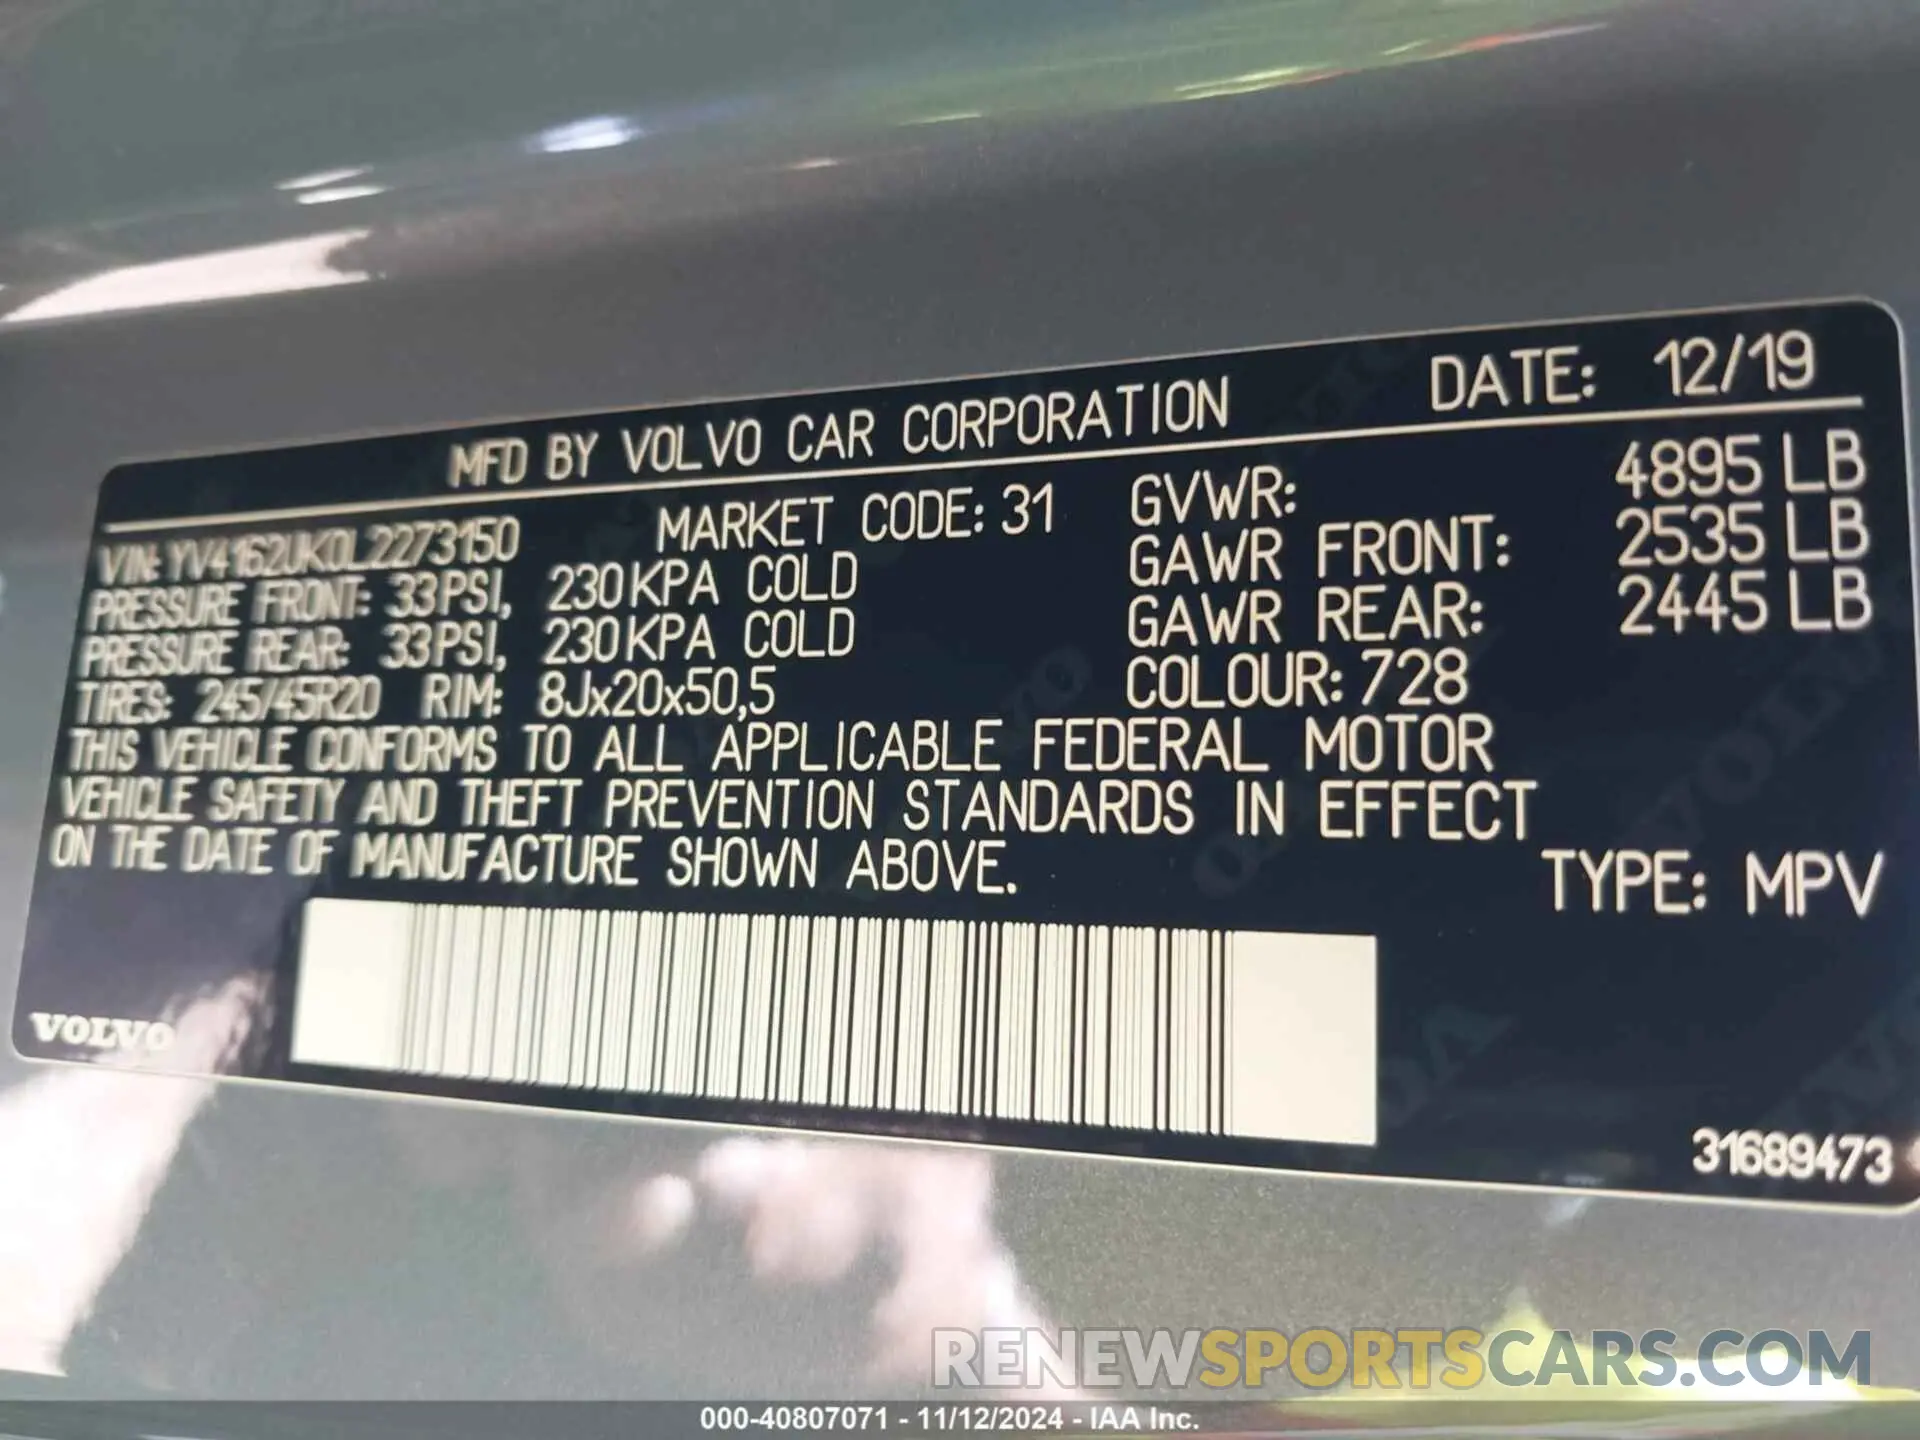 MFD BY VOLVO CAR CORPORATION DATE: 12/19
VIN: YV4162UK0L2273150 MARKET CODE: 31 GVWR: 4895 LB
PRESSURE FRONT: 33PSI, 230KPA COLD GAWR FRONT: 2535 LB
PRESSURE REAR: 33PSI, 230KPA COLD GAWR REAR: 2445 LB
TIRES: 245/45R20 RIM: 8Jx20x50,5 COLOUR: 728
THIS VEHICLE CONFORMS TO ALL APPLICABLE FEDERAL MOTOR
VEHICLE SAFETY AND THEFT PREVENTION STANDARDS IN EFFECT
ON THE DATE OF MANUFACTURE SHOWN ABOVE.
TYPE: MPV
VOLVO
31689473
RENEWSPORTSCARS.COM
000-40807071 - 11/12/2024 - IAA Inc.